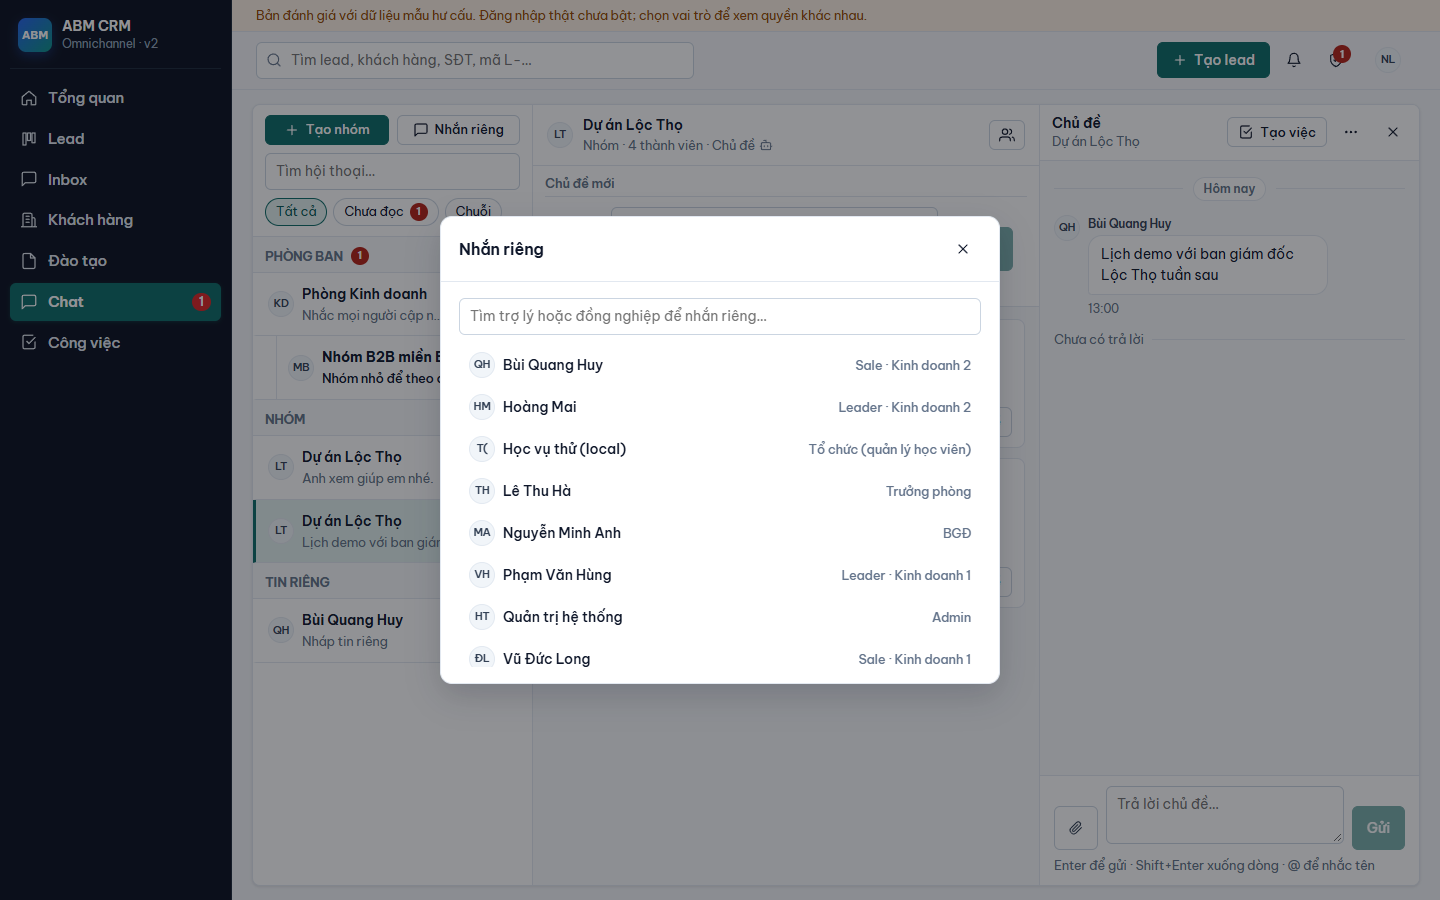 ABM
ABM CRM
Omnichannel · v2
Tổng quan
Lead
Inbox
Khách hàng
Đào tạo
Chat 1
Công việc
Bản đánh giá với dữ liệu mẫu hư cấu. Đăng nhập thật chưa bật; chọn vai trò để xem quyền khác nhau.
Tìm lead, khách hàng, SĐT, mã L-...
Tạo lead
1
NL
Tạo nhóm
Nhắn riêng
Tìm hội thoại...
Tất cả
Chưa đọc 1
Chuỗi
PHÒNG BAN 1
KD
Phòng Kinh doanh
Nhắc mọi người cập n...
MB
Nhóm B2B miền
Nhóm nhỏ để theo
NHÓM
LT
Dự án Lộc Thọ
Anh xem giúp em nhé.
LT
Dự án Lộc Thọ
Lịch demo với ban
TIN RIÊNG
QH
Bùi Quang Huy
Nháp tin riêng
LT
Dự án Lộc Thọ
Nhóm · 4 thành viên · Chủ đề
Chủ đề mới
Nhắn riêng
Tìm trợ lý hoặc đồng nghiệp để nhắn riêng...
QH Bùi Quang Huy Sale · Kinh doanh 2
HM Hoàng Mai Leader · Kinh doanh 2
T( Học vụ thử (local) Tổ chức (quản lý học viên)
TH Lê Thu Hà Trưởng phòng
MA Nguyễn Minh Anh BGĐ
VH Phạm Văn Hùng Leader · Kinh doanh 1
HT Quản trị hệ thống Admin
ĐL Vũ Đức Long Sale · Kinh doanh 1
Chủ đề
Dự án Lộc Thọ
Tạo việc
Hôm nay
QH
Bùi Quang Huy
Lịch demo với ban giám đốc
Lộc Thọ tuần sau
13:00
Chưa có trả lời
Trả lời chủ đề...
Gửi
Enter để gửi · Shift+Enter xuống dòng · @ để nhắc tên